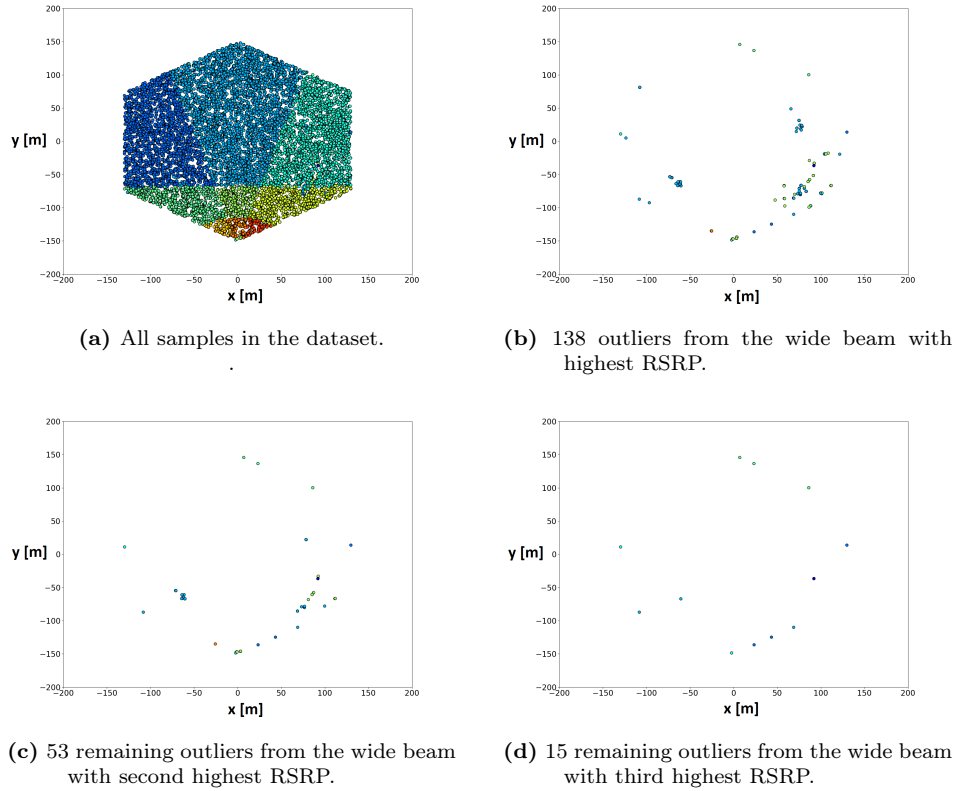 200
150
100
50
y [m] 0
−50
−100
−150
−200
−200 −150 −100 −50 0 50 100 150 200
x [m]
(a) All samples in the dataset.
.
200
150
100
50
y [m] 0
−50
−100
−150
−200
−200 −150 −100 −50 0 50 100 150 200
x [m]
(b) 138 outliers from the wide beam with
highest RSRP.
200
150
100
50
y [m] 0
−50
−100
−150
−200
−200 −150 −100 −50 0 50 100 150 200
x [m]
(c) 53 remaining outliers from the wide beam
with second highest RSRP.
200
150
100
50
y [m] 0
−50
−100
−150
−200
−200 −150 −100 −50 0 50 100 150 200
x [m]
(d) 15 remaining outliers from the wide beam
with third highest RSRP.